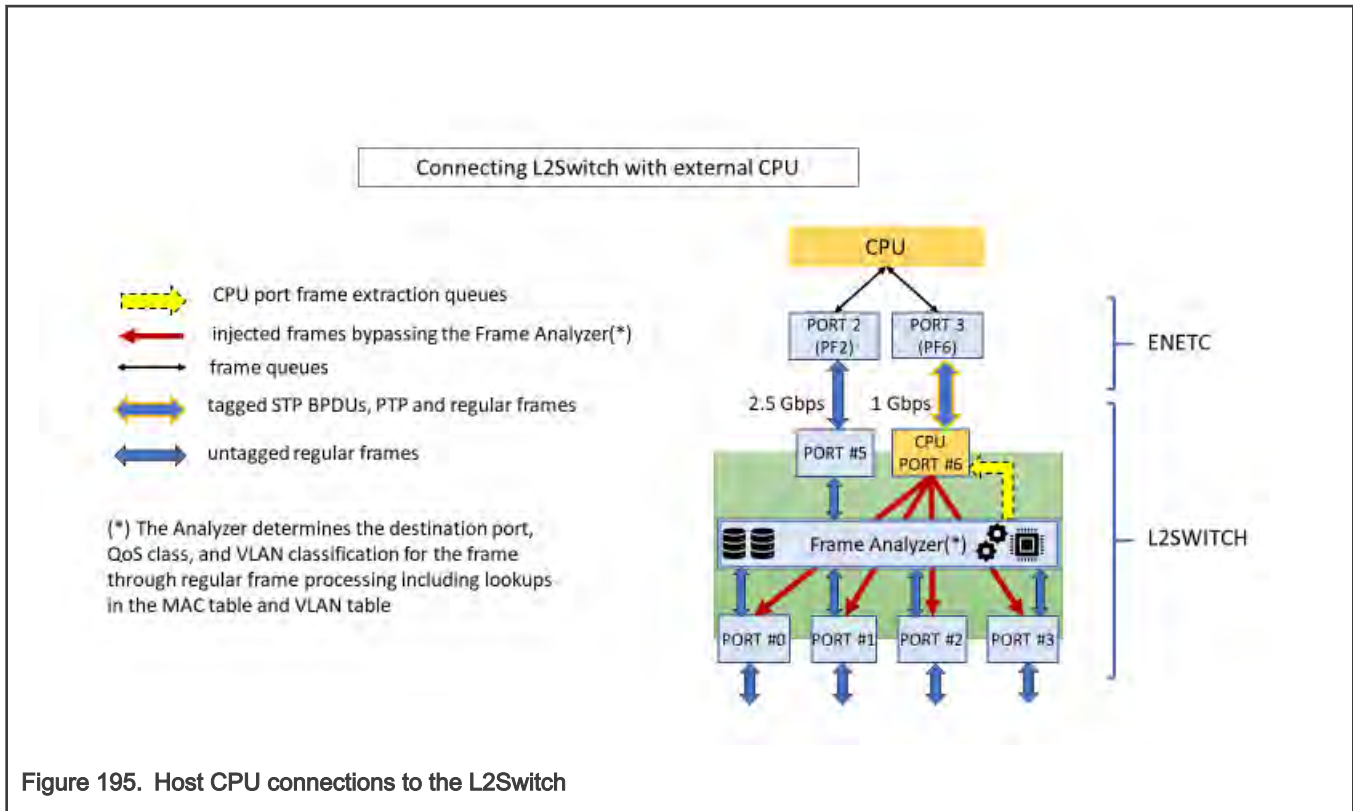 Connecting L2Switch with external CPU
CPU
CPU port frame extraction queues
injected frames bypassing the Frame Analyzer(*)
frame queues
tagged STP BPDUs, PTP and regular frames
untagged regular frames
(*) The Analyzer determines the destination port,
QoS class, and VLAN classification for the frame
through regular frame processing including lookups
in the MAC table and VLAN table
PORT 2
(PF2)
PORT 3
(PF6)
ENETC
2.5 Gbps
1 Gbps
PORT #5
CPU
PORT #6
Frame Analyzer(*)
L2SWITCH
PORT #0
PORT #1
PORT #2
PORT #3
Figure 195. Host CPU connections to the L2Switch